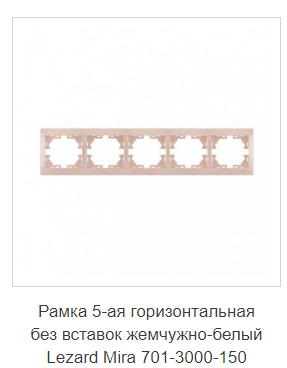 Рамка 5-ая горизонтальная
без вставок жемчужно-белый
Lezard Mira 701-3000-150